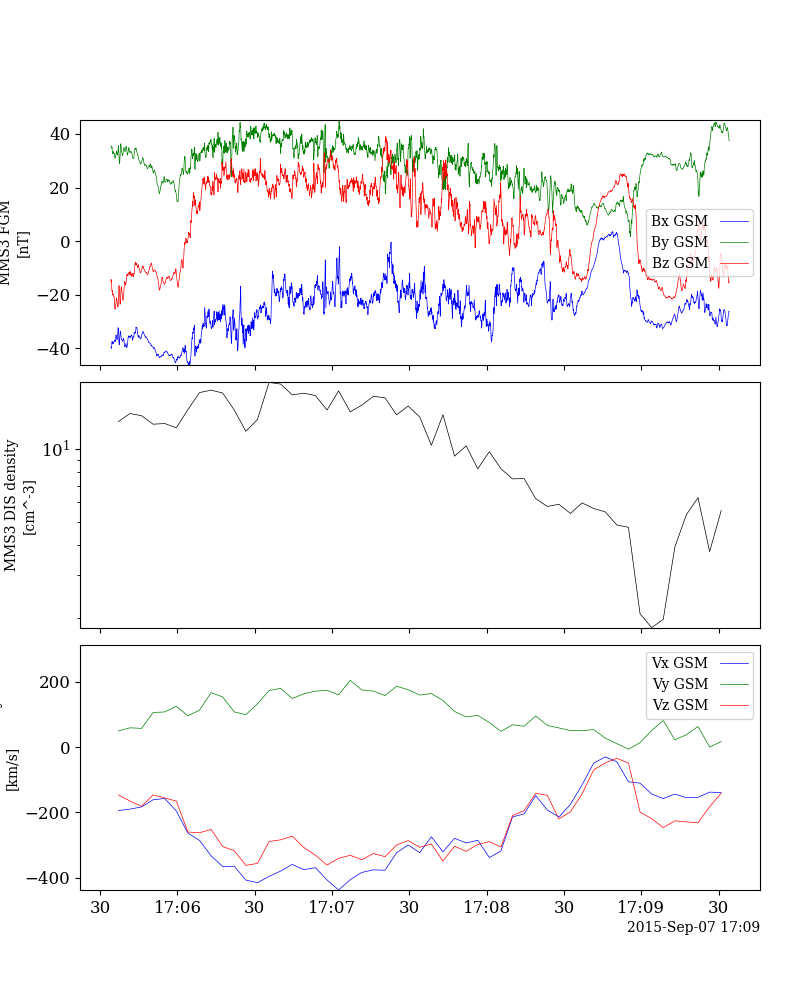 40
20
0
−20
−40
MMS3 FGM
[nT]
Bx GSM
By GSM
Bz GSM
10¹
MMS3 DIS density
[cm^-3]
200
0
−200
−400
[km/s]
Vx GSM
Vy GSM
Vz GSM
30 17:06 30 17:07 30 17:08 30 17:09 30
2015-Sep-07 17:09